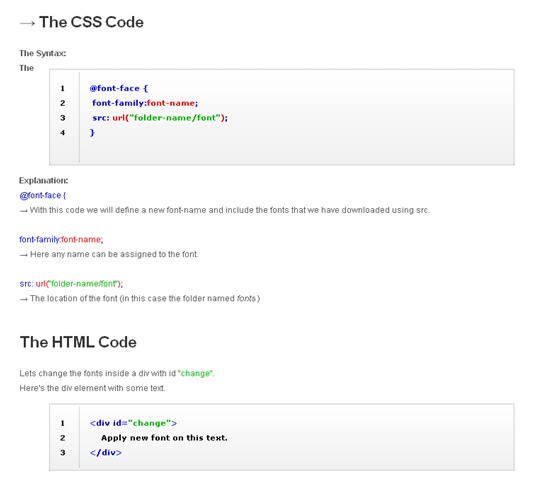 → The CSS Code
The Syntax:
The
1 @font-face {
2 font-family:font-name;
3 src: url("folder-name/font");
4 }
Explanation:
@font-face {
→ With this code we will define a new font-name and include the fonts that we have downloaded using src.
font-family:font-name;
→ Here any name can be assigned to the font.
src: url("folder-name/font");
→ The location of the font (in this case the folder named fonts)
The HTML Code
Lets change the fonts inside a div with id "change".
Here's the div element with some text.
1 <div id="change">
2 Apply new font on this text.
3 </div>